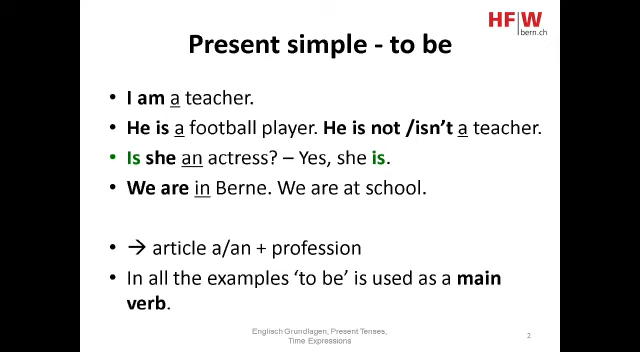 HFW
bern.ch
Present simple - to be
• I am a teacher.
• He is a football player. He is not /isn't a teacher.
• Is she an actress? – Yes, she is.
• We are in Berne. We are at school.
• → article a/an + profession
• In all the examples ‘to be’ is used as a main
verb.
Englisch Grundlagen, Present Tenses,
Time Expressions
2